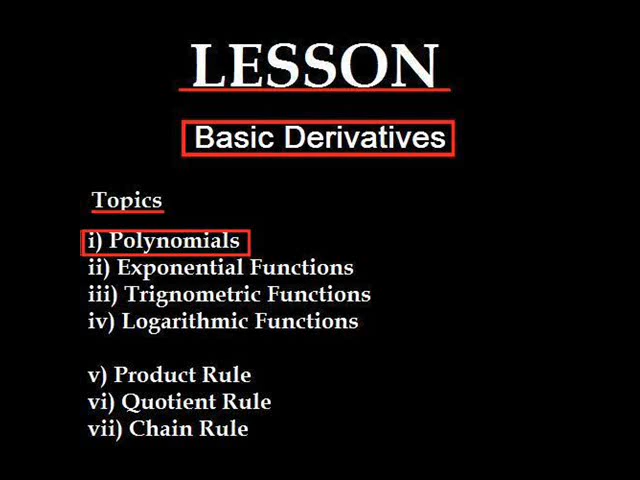 LESSON
Basic Derivatives
Topics
i) Polynomials
ii) Exponential Functions
iii) Trignometric Functions
iv) Logarithmic Functions
v) Product Rule
vi) Quotient Rule
vii) Chain Rule